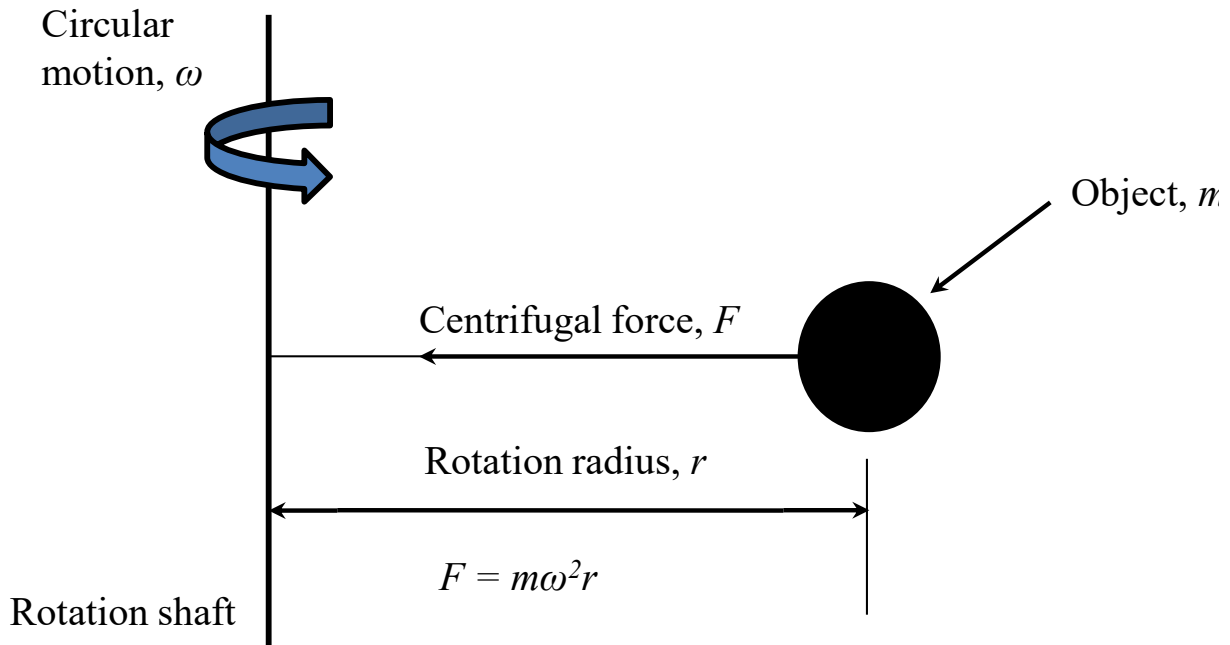 Circular
motion, ω
Object, m
Centrifugal force, F
Rotation radius, r
F = mω²r
Rotation shaft